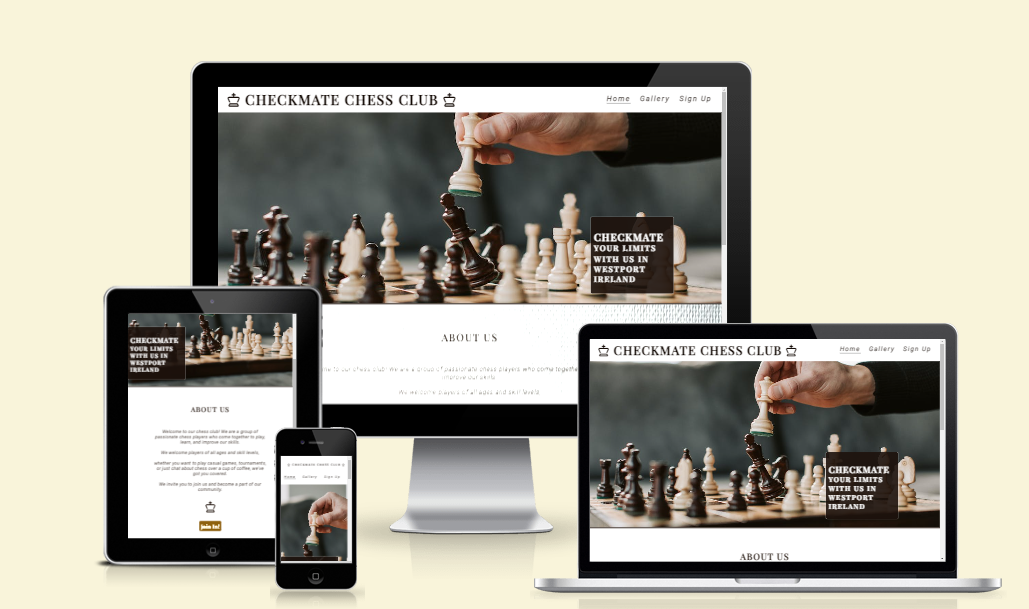 CHECKMATE CHESS CLUB
Home Gallery Sign Up
CHECKMATE
YOUR LIMITS
WITH US IN
WESTPORT
IRELAND
ABOUT US
me to our chess club! We are a group of passionate chess players who come togethe
improve our skills.
We welcome players of all ages and skill levels,
CHECKMATE
YOUR LIMITS
WITH US IN
WESTPORT
IRELAND
ABOUT US
Welcome to our chess club! We are a group of
passionate chess players who come together to play,
learn, and improve our skills.
We welcome players of all ages and skill levels,
whether you want to play casual games, tournaments,
or just chat about chess over a cup of coffee, we've
got you covered.
We invite you to join us and become a part of our
community.
Join Us!
CHECKMATE CHESS CLUB
Home Gallery Sign Up
CHECKMATE CHESS CLUB
Home Gallery Sign Up
CHECKMATE
YOUR LIMITS
WITH US IN
WESTPORT
IRELAND
ABOUT US